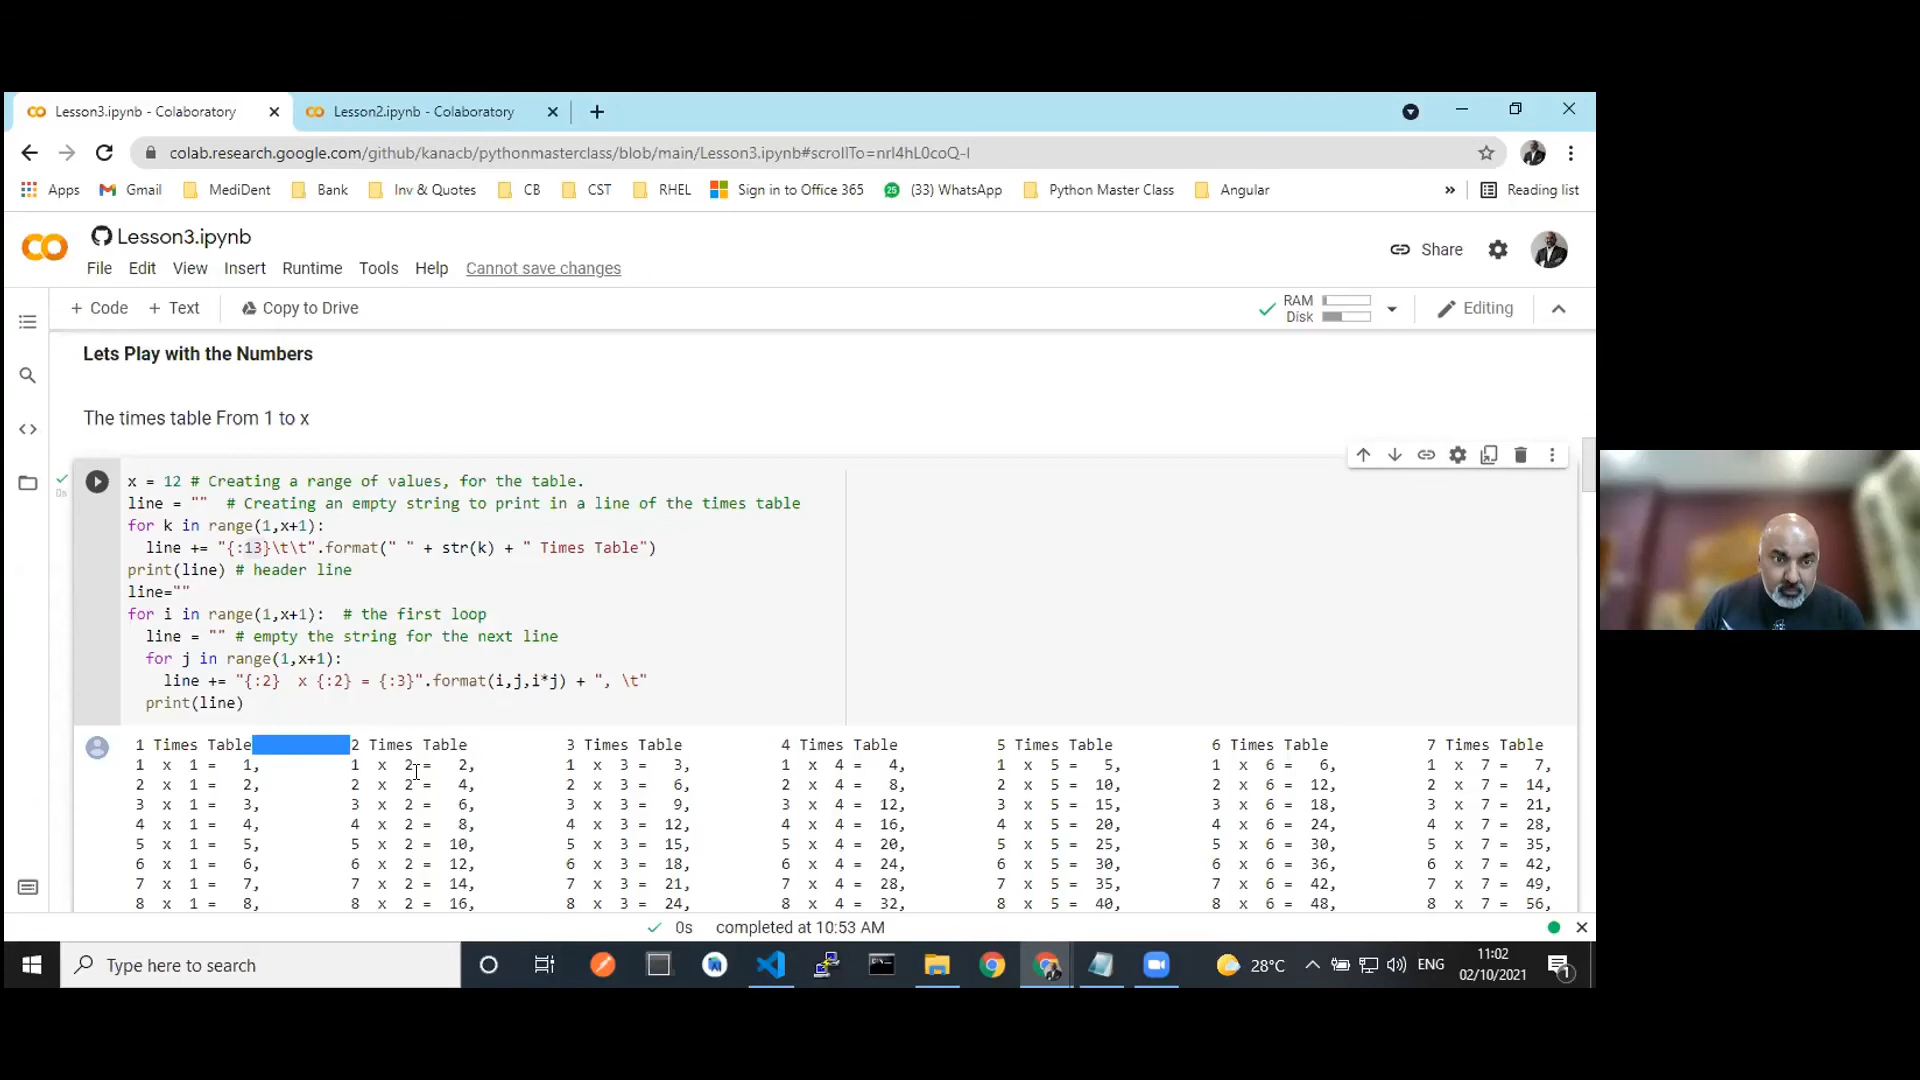 Lesson3.ipynb - Colaboratory
Lesson2.ipynb - Colaboratory
colab.research.google.com/github/kanacb/pythonmasterclass/blob/main/Lesson3.ipynb#scrollTo=nrI4hL0coQ-I
Apps Gmail MediDent Bank Inv & Quotes CB CST RHEL Sign in to Office 365 25 (33) WhatsApp Python Master Class Angular » Reading list
Lesson3.ipynb
Share
File Edit View Insert Runtime Tools Help Cannot save changes
+ Code + Text Copy to Drive
RAM
Disk
Editing
Lets Play with the Numbers
The times table From 1 to x
0s
x = 12 # Creating a range of values, for the table.
line = "" # Creating an empty string to print in a line of the times table
for k in range(1,x+1):
  line += "{:13}\t\t".format(" " + str(k) + " Times Table")
print(line) # header line
line=""
for i in range(1,x+1):  # the first loop
  line = "" # empty the string for the next line
  for j in range(1,x+1):
    line += "{:2}  x {:2} = {:3}".format(i,j,i*j) + ", \t"
  print(line)
1 Times Table 2 Times Table 3 Times Table 4 Times Table 5 Times Table 6 Times Table 7 Times Table
1 x 1 = 1, 1 x 2 = 2, 1 x 3 = 3, 1 x 4 = 4, 1 x 5 = 5, 1 x 6 = 6, 1 x 7 = 7,
2 x 1 = 2, 2 x 2 = 4, 2 x 3 = 6, 2 x 4 = 8, 2 x 5 = 10, 2 x 6 = 12, 2 x 7 = 14,
3 x 1 = 3, 3 x 2 = 6, 3 x 3 = 9, 3 x 4 = 12, 3 x 5 = 15, 3 x 6 = 18, 3 x 7 = 21,
4 x 1 = 4, 4 x 2 = 8, 4 x 3 = 12, 4 x 4 = 16, 4 x 5 = 20, 4 x 6 = 24, 4 x 7 = 28,
5 x 1 = 5, 5 x 2 = 10, 5 x 3 = 15, 5 x 4 = 20, 5 x 5 = 25, 5 x 6 = 30, 5 x 7 = 35,
6 x 1 = 6, 6 x 2 = 12, 6 x 3 = 18, 6 x 4 = 24, 6 x 5 = 30, 6 x 6 = 36, 6 x 7 = 42,
7 x 1 = 7, 7 x 2 = 14, 7 x 3 = 21, 7 x 4 = 28, 7 x 5 = 35, 7 x 6 = 42, 7 x 7 = 49,
8 x 1 = 8, 8 x 2 = 16, 8 x 3 = 24, 8 x 4 = 32, 8 x 5 = 40, 8 x 6 = 48, 8 x 7 = 56,
0s completed at 10:53 AM
Type here to search
28°C
ENG
11:02
02/10/2021
1